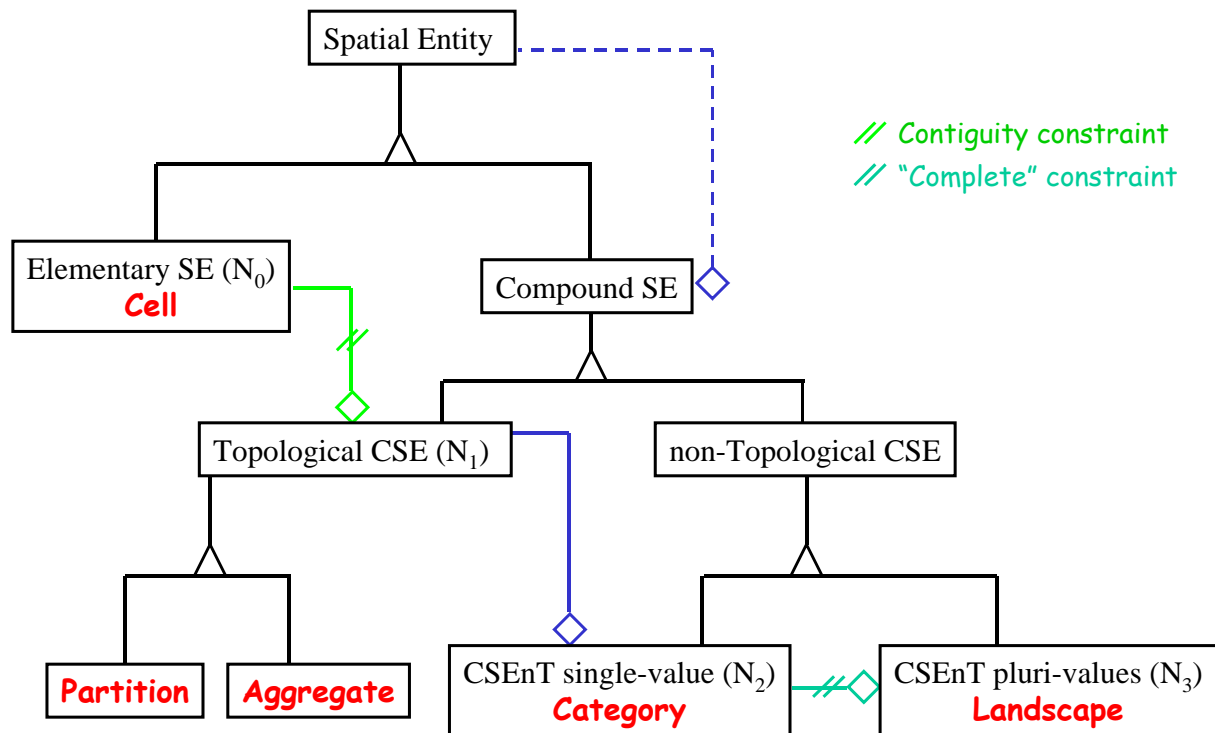 Spatial Entity
Contiguity constraint
“Complete” constraint
Elementary SE (N₀)
Cell
Compound SE
Topological CSE (N₁)
non-Topological CSE
Partition
Aggregate
CSEnT single-value (N₂)
Category
CSEnT pluri-values (N₃)
Landscape